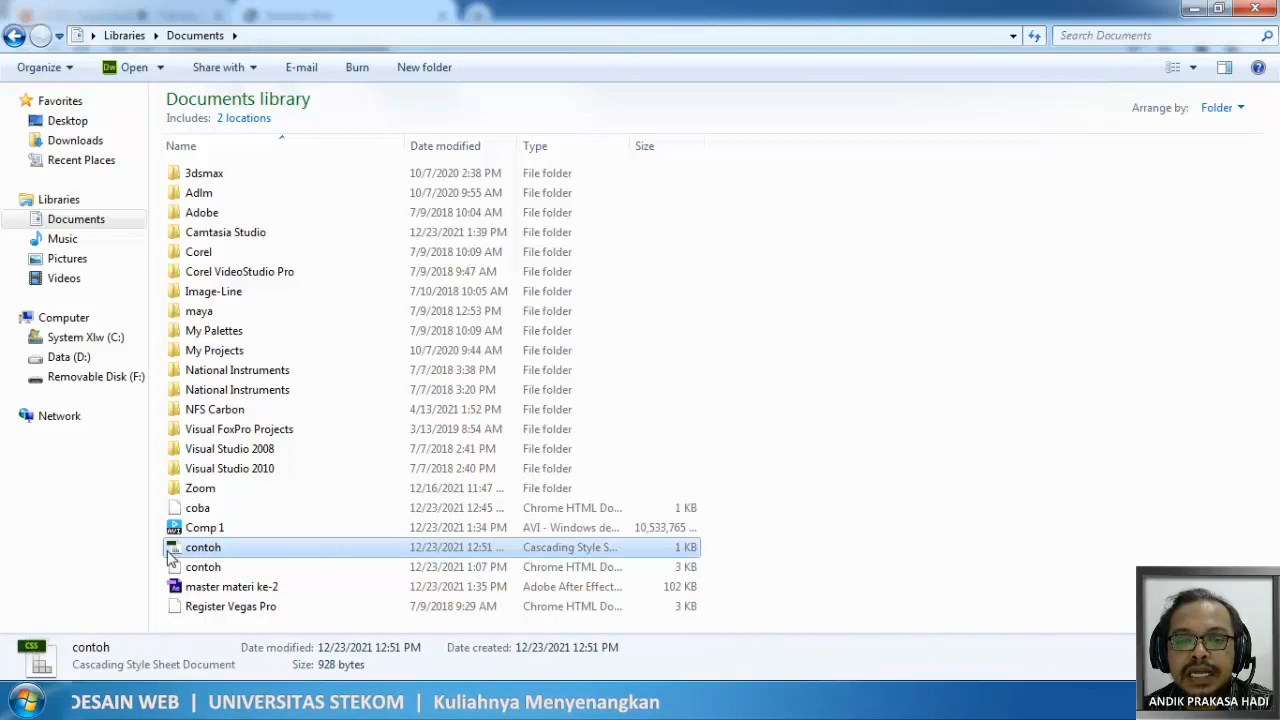 Libraries Documents
Search Documents
Organize
Dw Open
Share with
E-mail
Burn
New folder
Documents library
Includes: 2 locations
Arrange by: Folder
Favorites
Desktop
Downloads
Recent Places
Libraries
Documents
Music
Pictures
Videos
Computer
System Xlw (C:)
Data (D:)
Removable Disk (F:)
Network
Name Date modified Type Size
3dsmax 10/7/2020 2:38 PM File folder
Adlm 10/7/2020 9:55 AM File folder
Adobe 7/9/2018 10:04 AM File folder
Camtasia Studio 12/23/2021 1:39 PM File folder
Corel 7/9/2018 10:09 AM File folder
Corel VideoStudio Pro 7/9/2018 9:47 AM File folder
Image-Line 7/10/2018 10:05 AM File folder
maya 7/9/2018 12:53 PM File folder
My Palettes 7/9/2018 10:09 AM File folder
My Projects 10/7/2020 9:44 AM File folder
National Instruments 7/7/2018 3:38 PM File folder
National Instruments 7/7/2018 3:20 PM File folder
NFS Carbon 4/13/2021 1:52 PM File folder
Visual FoxPro Projects 3/13/2019 8:54 AM File folder
Visual Studio 2008 7/7/2018 2:41 PM File folder
Visual Studio 2010 7/7/2018 2:40 PM File folder
Zoom 12/16/2021 11:47 ... File folder
coba 12/23/2021 12:45 ... Chrome HTML Do... 1 KB
Comp 1 12/23/2021 1:34 PM AVI - Windows de... 10,533,765 ...
contoh 12/23/2021 12:51 ... Cascading Style S... 1 KB
contoh 12/23/2021 1:07 PM Chrome HTML Do... 3 KB
master materi ke-2 12/23/2021 1:35 PM Adobe After Effect... 102 KB
Register Vegas Pro 7/9/2018 9:29 AM Chrome HTML Do... 3 KB
CSS
contoh Date modified: 12/23/2021 12:51 PM Date created: 12/23/2021 12:51 PM
Cascading Style Sheet Document Size: 928 bytes
DESAIN WEB | UNIVERSITAS STEKOM | Kuliahnya Menyenangkan
ANDIK PRAKASA HADI